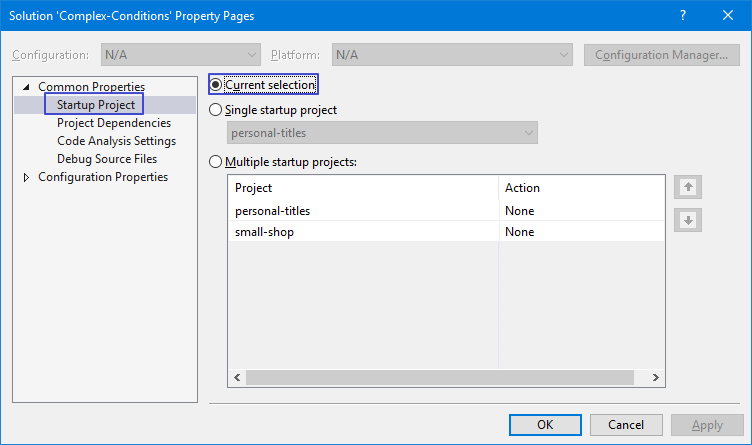 Solution 'Complex-Conditions' Property Pages
?
Configuration: N/A Platform: N/A Configuration Manager...
Common Properties
Startup Project
Project Dependencies
Code Analysis Settings
Debug Source Files
Configuration Properties
Current selection
Single startup project
personal-titles
Multiple startup projects:
Project Action
personal-titles None
small-shop None
OK Cancel Apply